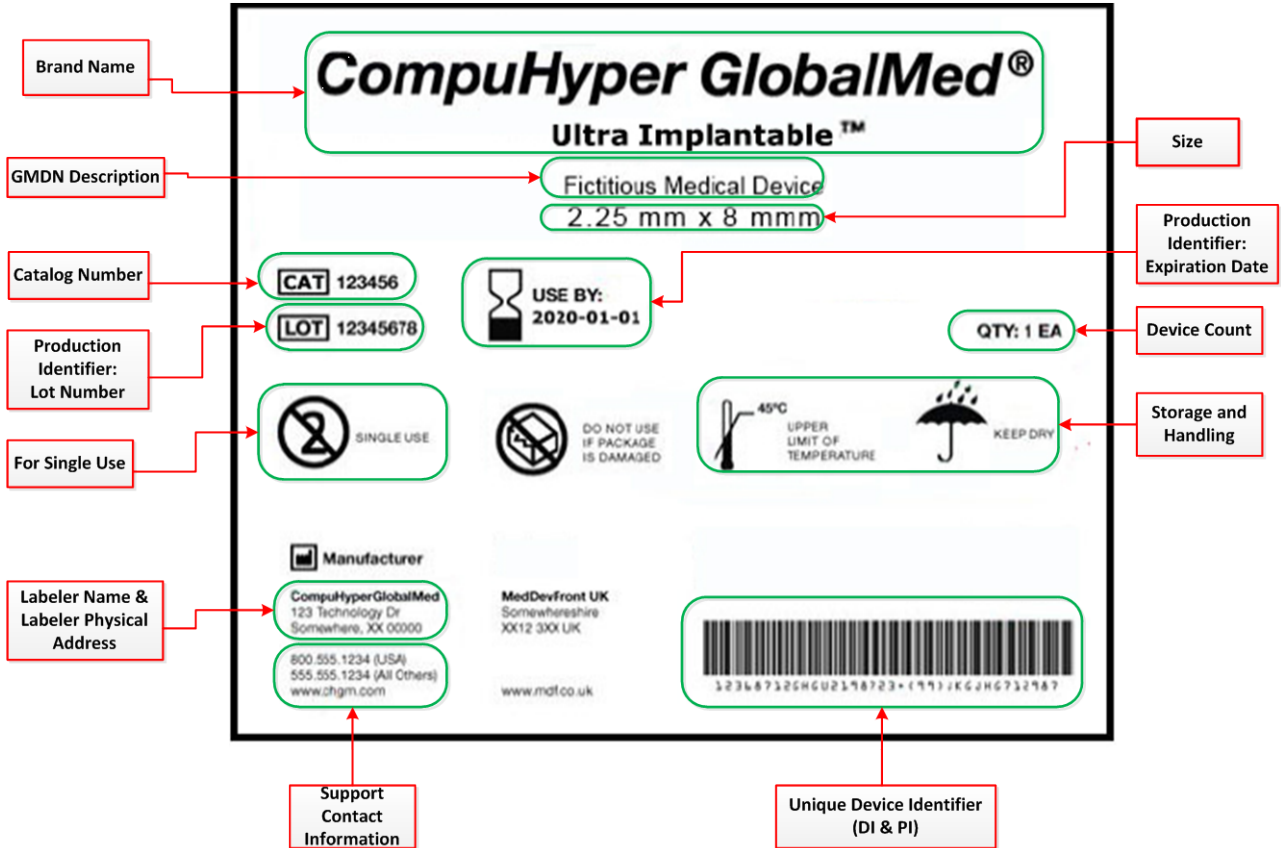 Brand Name
CompuHyper GlobalMed®
Ultra Implantable™
Size
GMDN Description
Fictitious Medical Device
2.25 mm x 8 mmm
Production
Identifier:
Expiration Date
Catalog Number
CAT 123456
USE BY:
2020-01-01
LOT 12345678
QTY: 1 EA
Device Count
Production
Identifier:
Lot Number
2
SINGLE USE
DO NOT USE
IF PACKAGE
IS DAMAGED
45°C
UPPER
LIMIT OF
TEMPERATURE
KEEP DRY
Storage and
Handling
For Single Use
Manufacturer
Labeler Name &
Labeler Physical
Address
CompuHyperGlobalMed
123 Technology Dr
Somewhere, XX 00000
MedDevFront UK
Somewhereshire
XX12 3XX UK
800.555.1234 (USA)
555.555.1234 (All Others)
www.chgm.com
www.mdf.co.uk
Support
Contact
Information
Unique Device Identifier
(DI & PI)